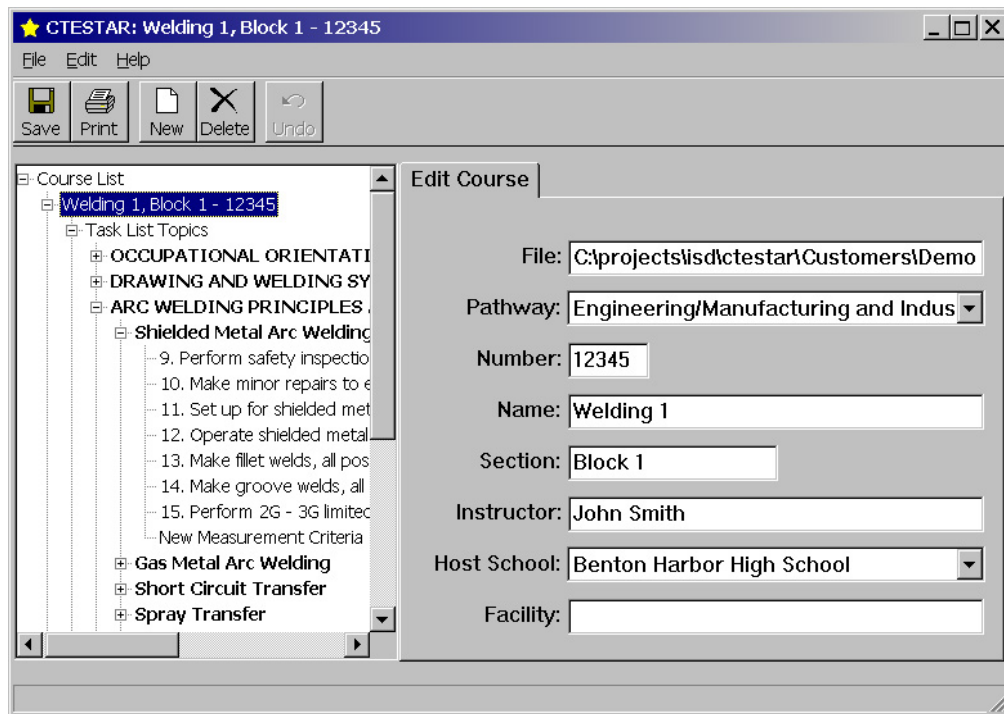 CTESTAR: Welding 1, Block 1 - 12345
File Edit Help
Save Print New Delete Undo
Course List
Welding 1, Block 1 - 12345
Task List Topics
OCCUPATIONAL ORIENTATI
DRAWING AND WELDING SY
ARC WELDING PRINCIPLES
Shielded Metal Arc Welding
9. Perform safety inspectio
10. Make minor repairs to e
11. Set up for shielded met
12. Operate shielded metal
13. Make fillet welds, all pos
14. Make groove welds, all
15. Perform 2G - 3G limited
New Measurement Criteria
Gas Metal Arc Welding
Short Circuit Transfer
Spray Transfer
Edit Course
File: C:\projects\isd\ctestar\Customers\Demo
Pathway: Engineering/Manufacturing and Indus
Number: 12345
Name: Welding 1
Section: Block 1
Instructor: John Smith
Host School: Benton Harbor High School
Facility: